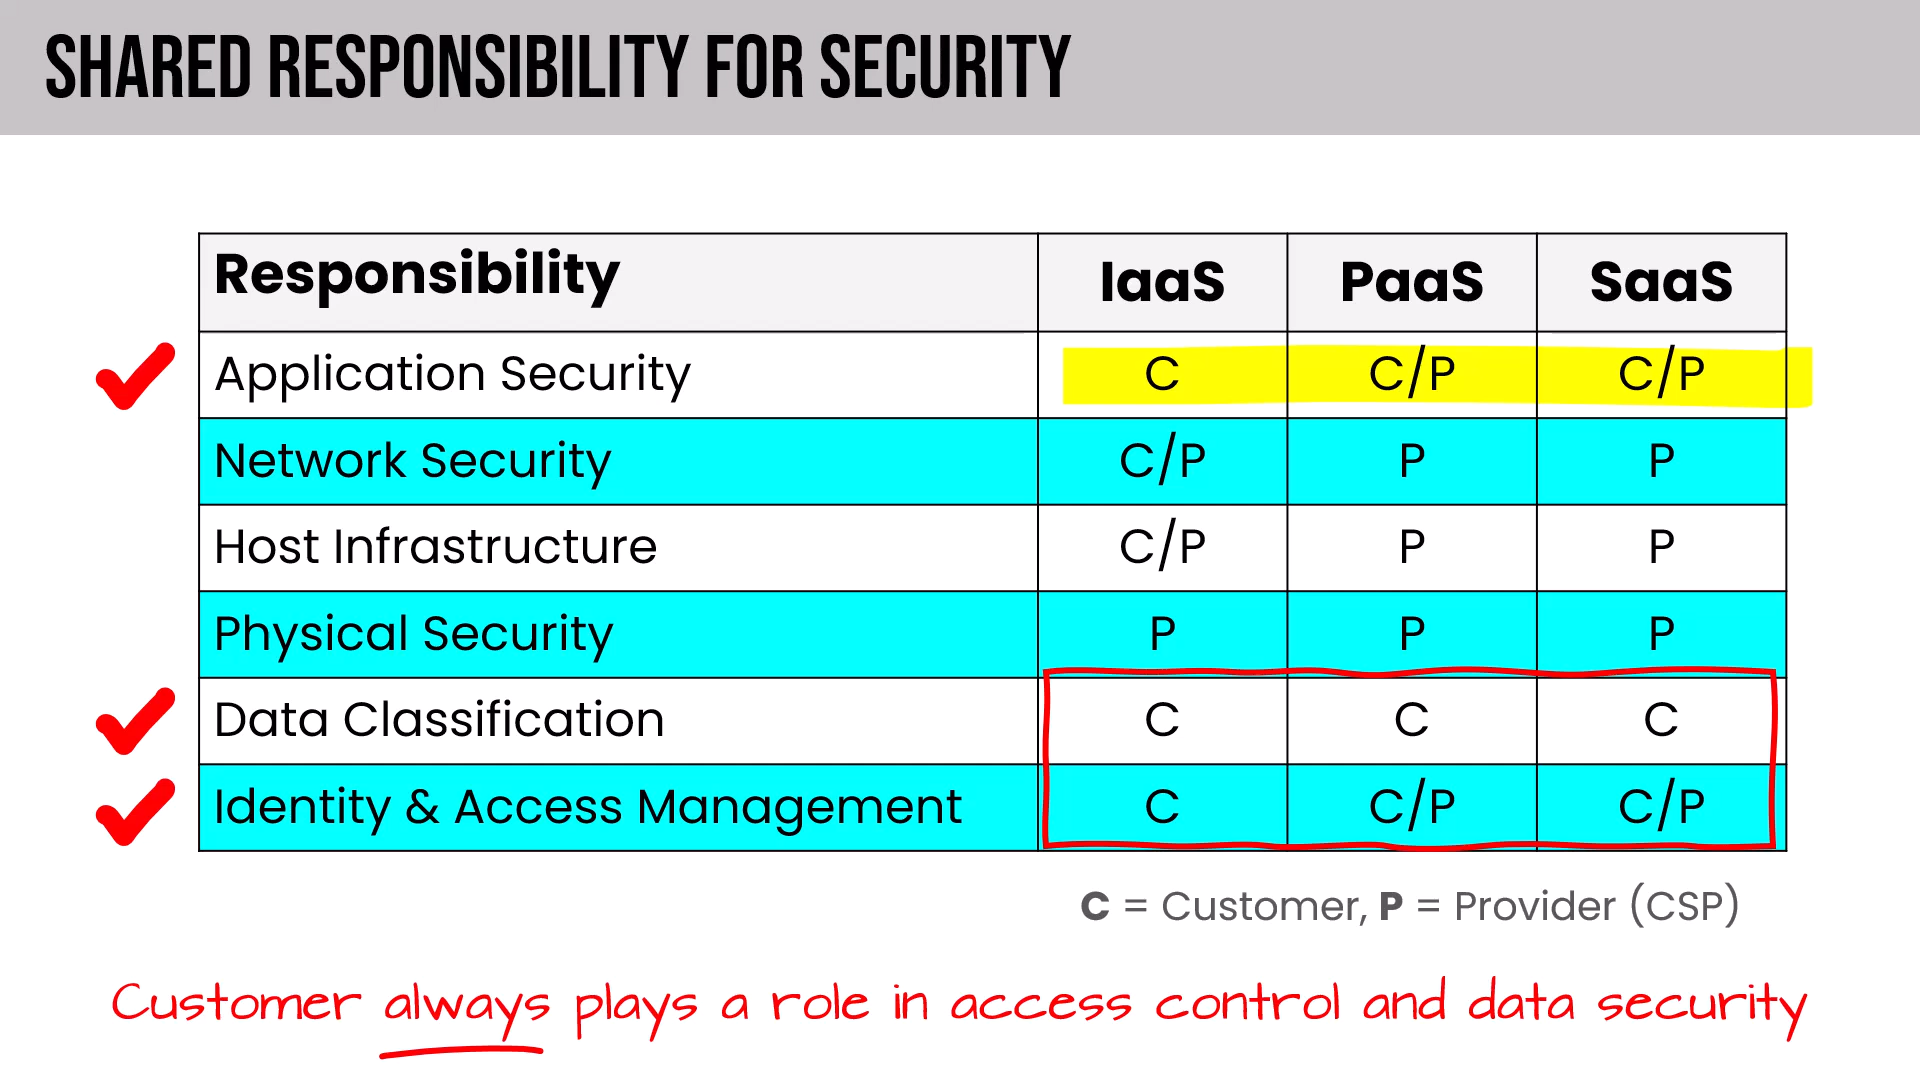 SHARED RESPONSIBILITY FOR SECURITY
Responsibility IaaS PaaS SaaS
Application Security C C/P C/P
Network Security C/P P P
Host Infrastructure C/P P P
Physical Security P P P
Data Classification C C C
Identity & Access Management C C/P C/P
C = Customer, P = Provider (CSP)
Customer always plays a role in access control and data security